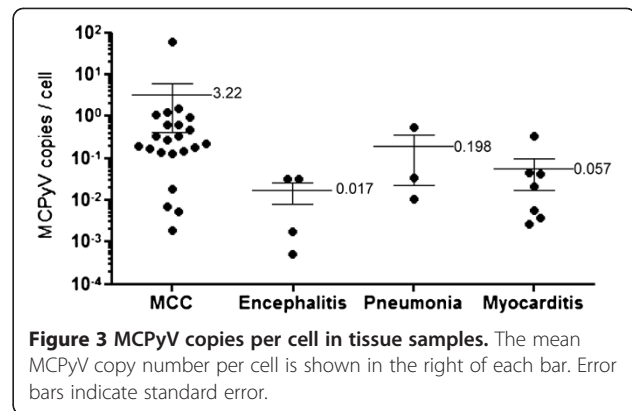 MCPyV copies / cell
10²
10¹
10⁰
10⁻¹
10⁻²
10⁻³
10⁻⁴
3.22
0.017
0.198
0.057
MCC Encephalitis Pneumonia Myocarditis
Figure 3 MCPyV copies per cell in tissue samples. The mean
MCPyV copy number per cell is shown in the right of each bar. Error
bars indicate standard error.